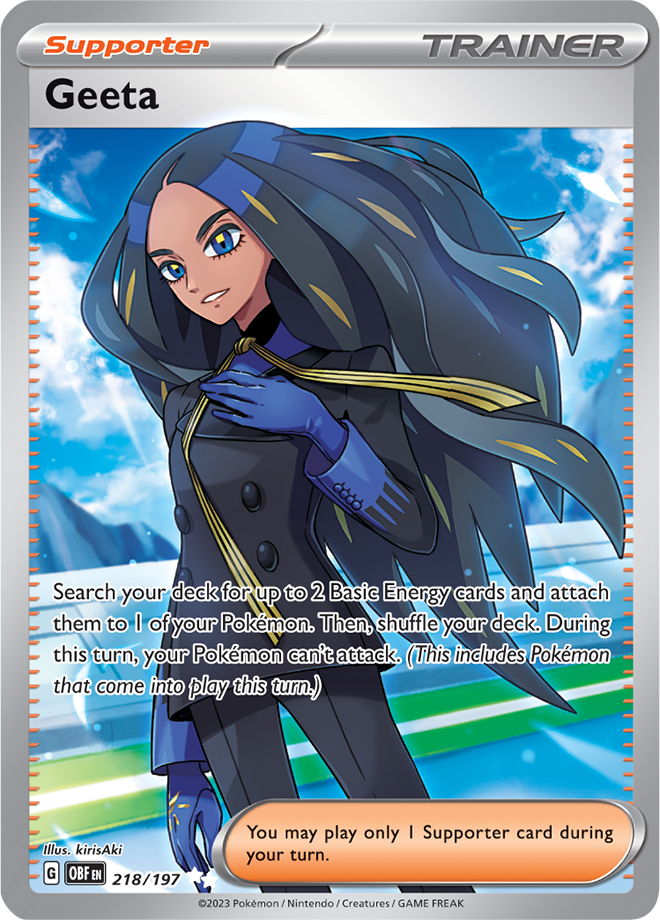 Supporter TRAINER
Geeta
Search your deck for up to 2 Basic Energy cards and attach
them to 1 of your Pokémon. Then, shuffle your deck. During
this turn, your Pokémon can't attack. (This includes Pokémon
that come into play this turn.)
You may play only 1 Supporter card during
your turn.
Illus. kirisAki
G OBF EN 218/197
©2023 Pokémon / Nintendo / Creatures / GAME FREAK